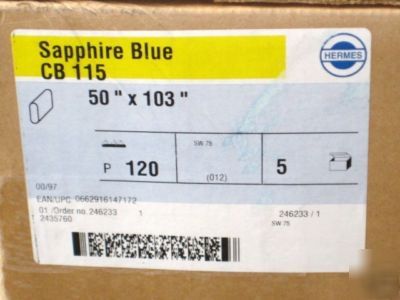 Sapphire Blue
CB 115
HERMES
50 " x 103 "
P 120
SW 75
(012)
5
00/97
EAN/UPC 0662916147172
01 /Order no.246233 1
2435760
246233 / 1
SW 75